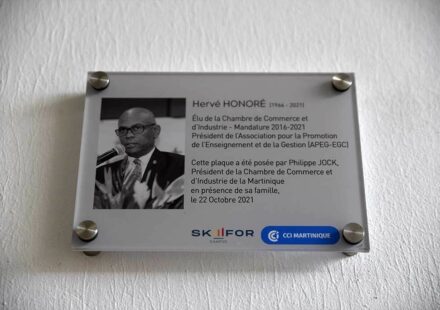 Hervé HONORÉ (1966 - 2021)
Élu de la Chambre de Commerce et
d'Industrie - Mandature 2016-2021
Président de l'Association pour la Promotion
de l'Enseignement et de la Gestion (APEG-EGC)
Cette plaque a été posée par Philippe JOCK,
Président de la Chambre de Commerce et
d'Industrie de la Martinique
en présence de sa famille,
le 22 Octobre 2021
SKILLFOR
CAMPUS
CCI MARTINIQUE